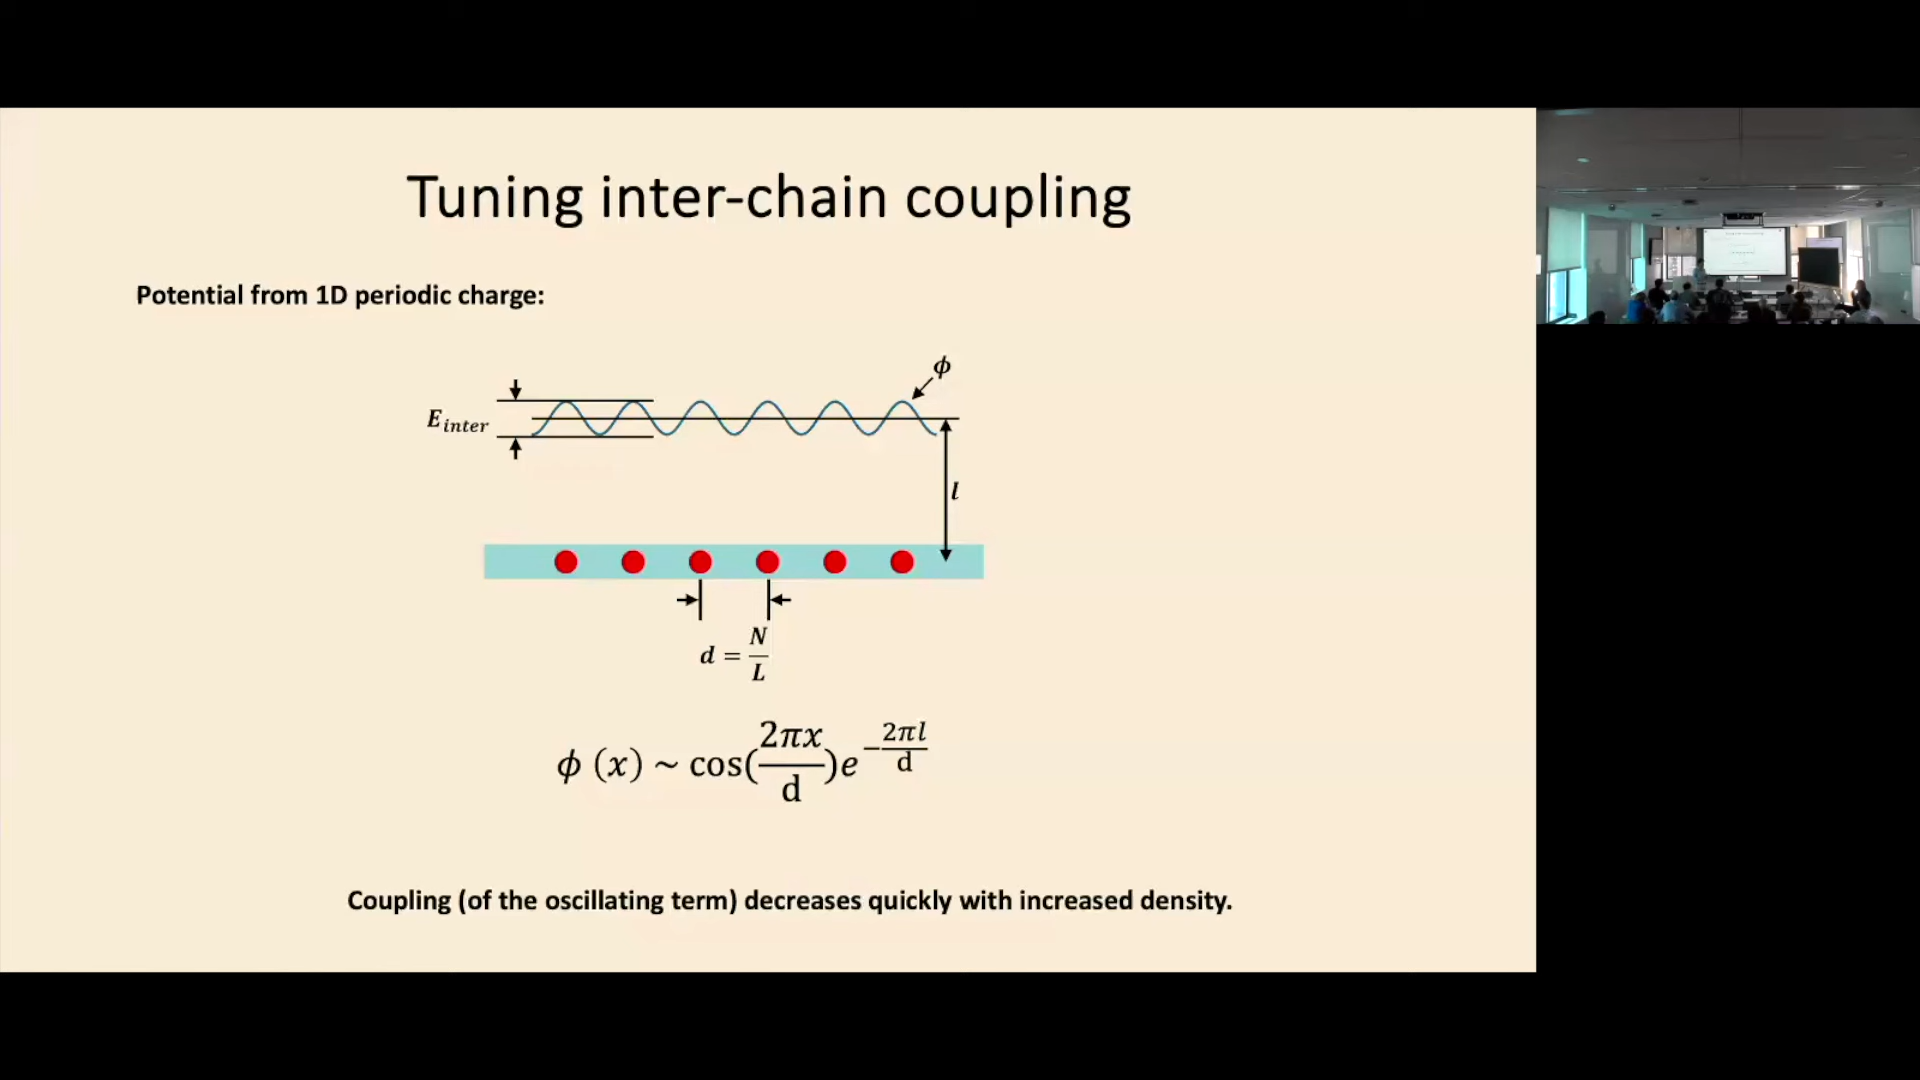 Tuning inter-chain coupling
Potential from 1D periodic charge:
ϕ
E_inter
l
d = N/L
ϕ (x) ~ cos(2πx/d)e^{-2πl/d}
Coupling (of the oscillating term) decreases quickly with increased density.